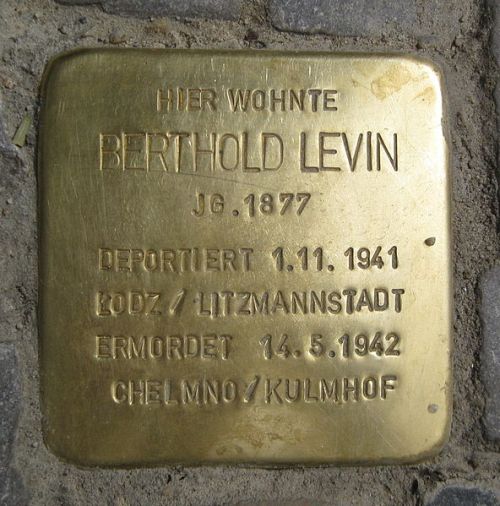 HIER WOHNTE
BERTHOLD LEVIN
JG. 1877
DEPORTIERT 1.11.1941
ŁODZ / LITZMANNSTADT
ERMORDET 14.5.1942
CHELMNO / KULMHOF